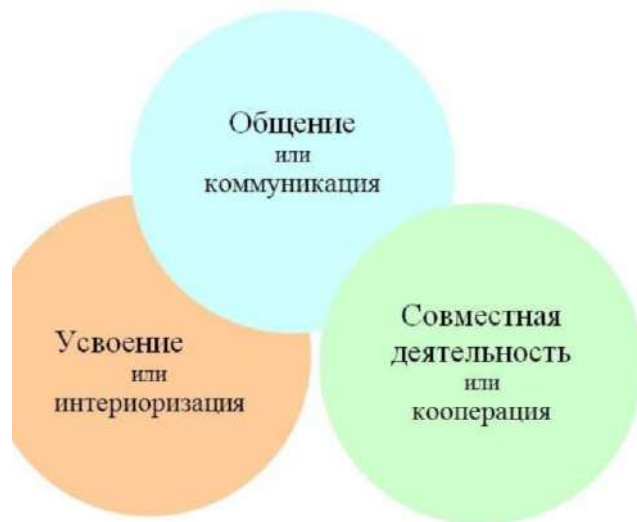 Общение
или
коммуникация
Усвоение
или
интериоризация
Совместная
деятельность
или
кооперация